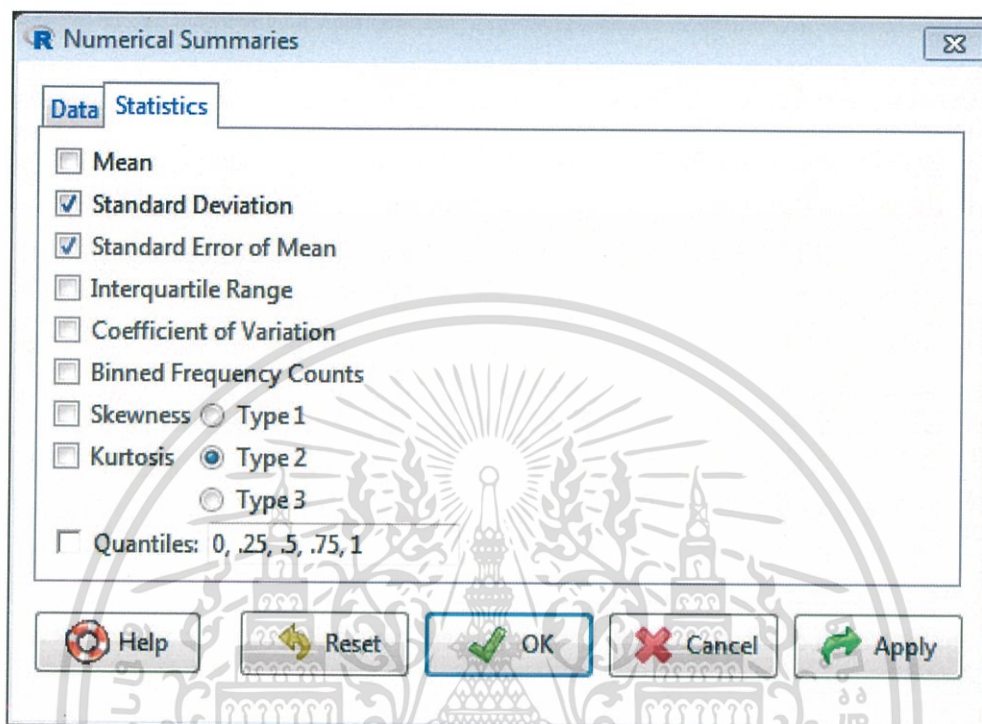 Numerical Summaries
Data Statistics
Mean
Standard Deviation
Standard Error of Mean
Interquartile Range
Coefficient of Variation
Binned Frequency Counts
Skewness Type 1
Kurtosis Type 2
Type 3
Quantiles: 0, .25, .5, .75, 1
Help Reset OK Cancel Apply